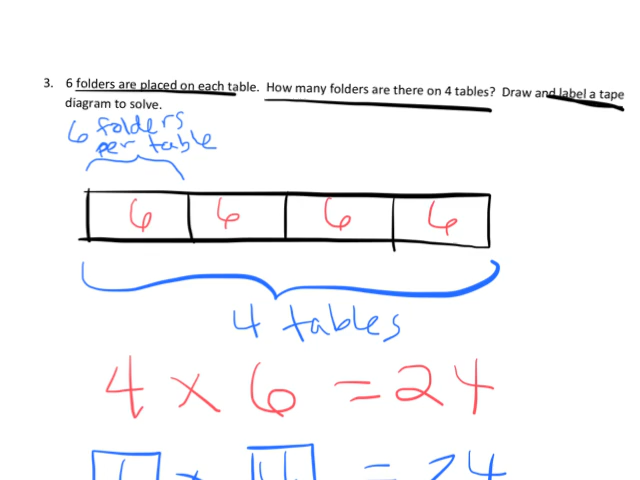 3. 6 folders are placed on each table. How many folders are there on 4 tables? Draw and label a tape
diagram to solve.
6 folders
per table
6 6 6 6
4 tables
4 × 6 = 24
× = 24